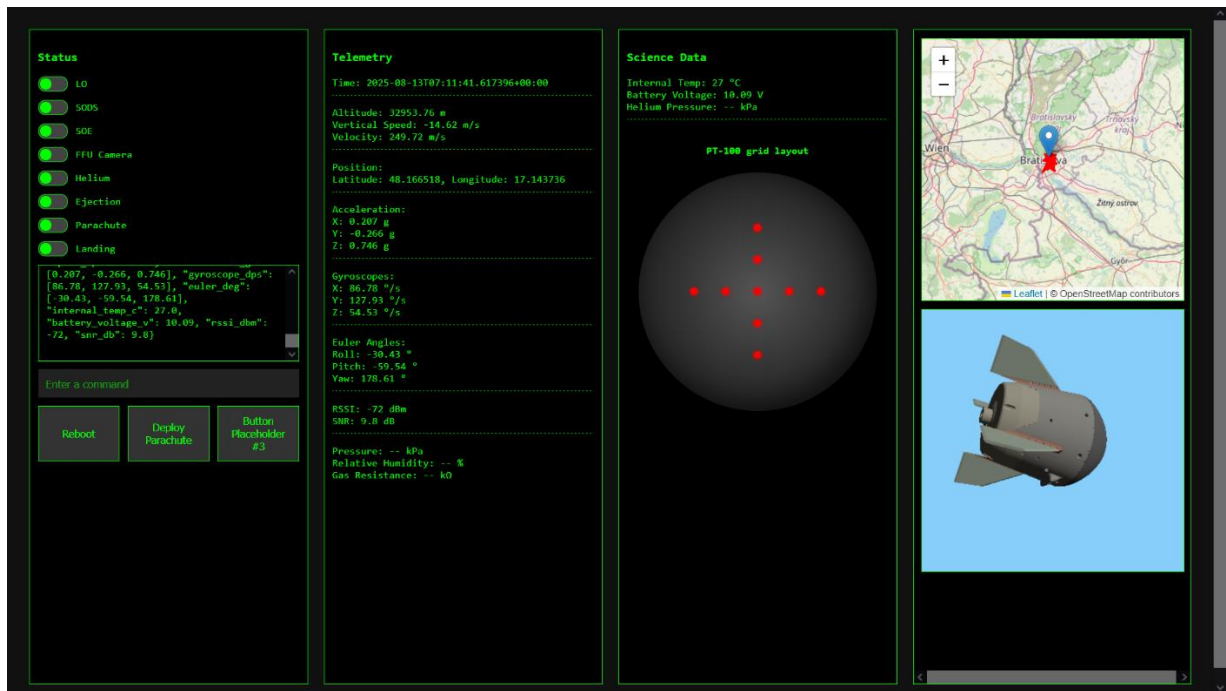 Status
LO
SODS
SOE
FFU Camera
Helium
Ejection
Parachute
Landing
[0.207, -0.266, 0.746], "gyroscope_dps":
[86.78, 127.93, 54.53], "euler_deg":
[-30.43, -59.54, 178.61],
"internal_temp_c": 27.0,
"battery_voltage_v": 10.09, "rssi_dbm":
-72, "snr_db": 9.8}
Enter a command
Reboot
Deploy
Parachute
Button
Placeholder
#3
Telemetry
Time: 2025-08-13T07:11:41.617396+00:00
Altitude: 32953.76 m
Vertical Speed: -14.62 m/s
Velocity: 249.72 m/s
Position:
Latitude: 48.166518, Longitude: 17.143736
Acceleration:
X: 0.207 g
Y: -0.266 g
Z: 0.746 g
Gyroscopes:
X: 86.78 °/s
Y: 127.93 °/s
Z: 54.53 °/s
Euler Angles:
Roll: -30.43 °
Pitch: -59.54 °
Yaw: 178.61 °
RSSI: -72 dBm
SNR: 9.8 dB
Pressure: -- kPa
Relative Humidity: -- %
Gas Resistance: -- kΩ
Science Data
Internal Temp: 27 °C
Battery Voltage: 10.09 V
Helium Pressure: -- kPa
PT-100 grid layout
+
−
Bratislavský
kraj
Trnavský
kraj
Wien
Žitný ostrov
Győr
Leaflet | © OpenStreetMap contributors